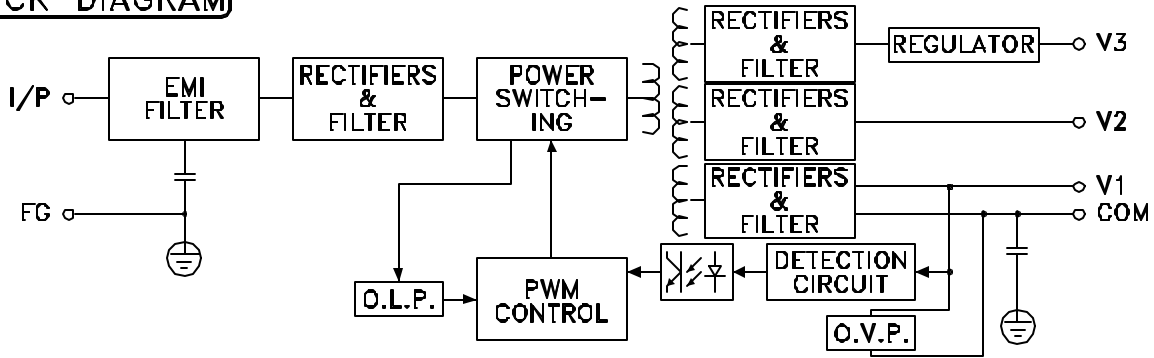 DIAGRAM
I/P
EMI
FILTER
RECTIFIERS
&
FILTER
POWER
SWITCH-
ING
RECTIFIERS
&
FILTER
REGULATOR
V3
RECTIFIERS
&
FILTER
V2
RECTIFIERS
&
FILTER
V1
COM
FG
O.L.P.
PWM
CONTROL
DETECTION
CIRCUIT
O.V.P.